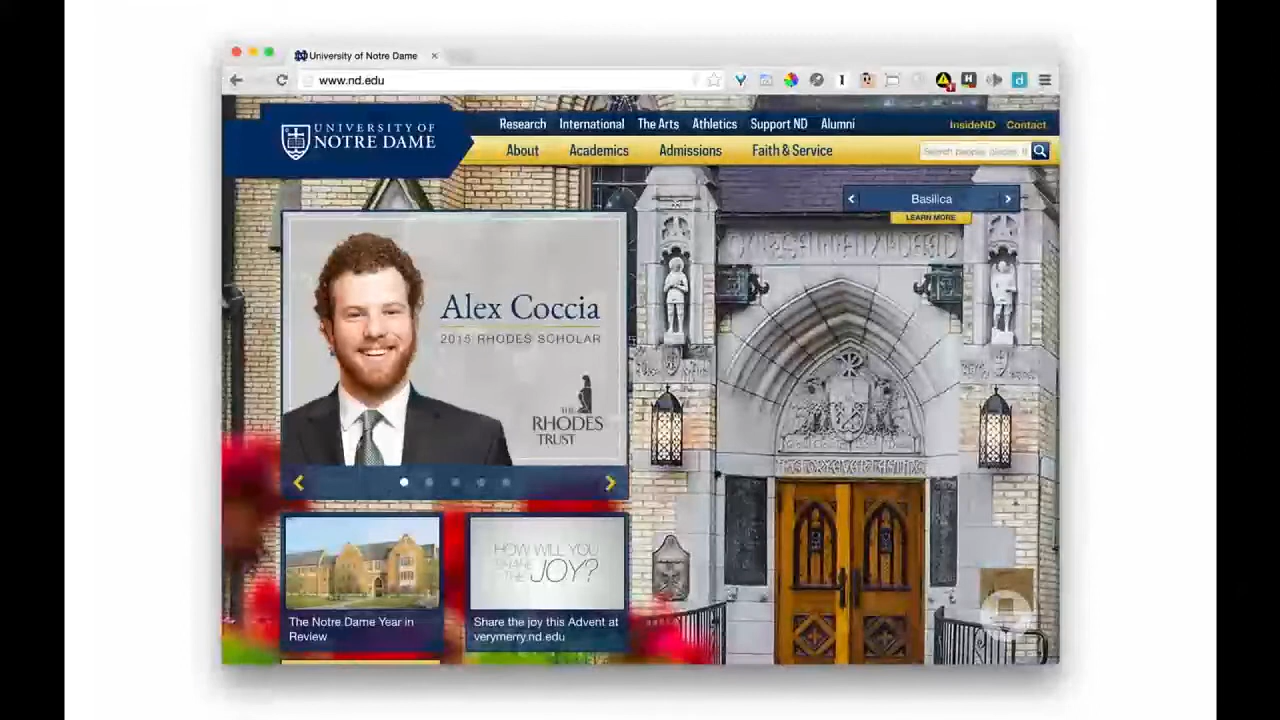 University of Notre Dame
www.nd.edu
UNIVERSITY OF
NOTRE DAME
Research International The Arts Athletics Support ND Alumni
InsideND Contact
About Academics Admissions Faith & Service
Search people, places,
Basilica
LEARN MORE
Alex Coccia
2015 RHODES SCHOLAR
THE
RHODES
TRUST
HOW WILL YOU
SHARE
THE JOY?
The Notre Dame Year in
Review
Share the joy this Advent at
verymerry.nd.edu